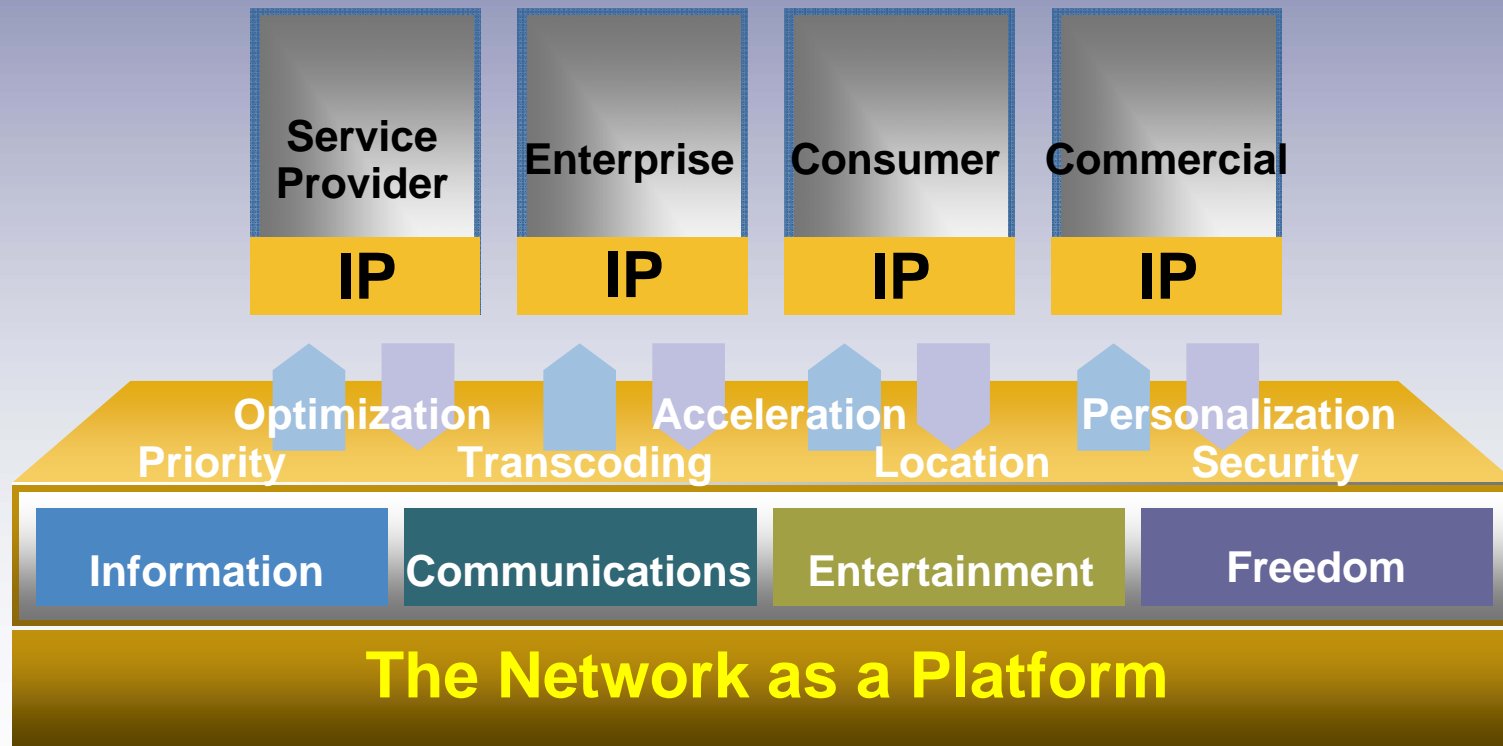 Service
Provider
Enterprise
Consumer
Commercial
IP
IP
IP
IP
Optimization
Acceleration
Personalization
Priority
Transcoding
Location
Security
Information
Communications
Entertainment
Freedom
The Network as a Platform